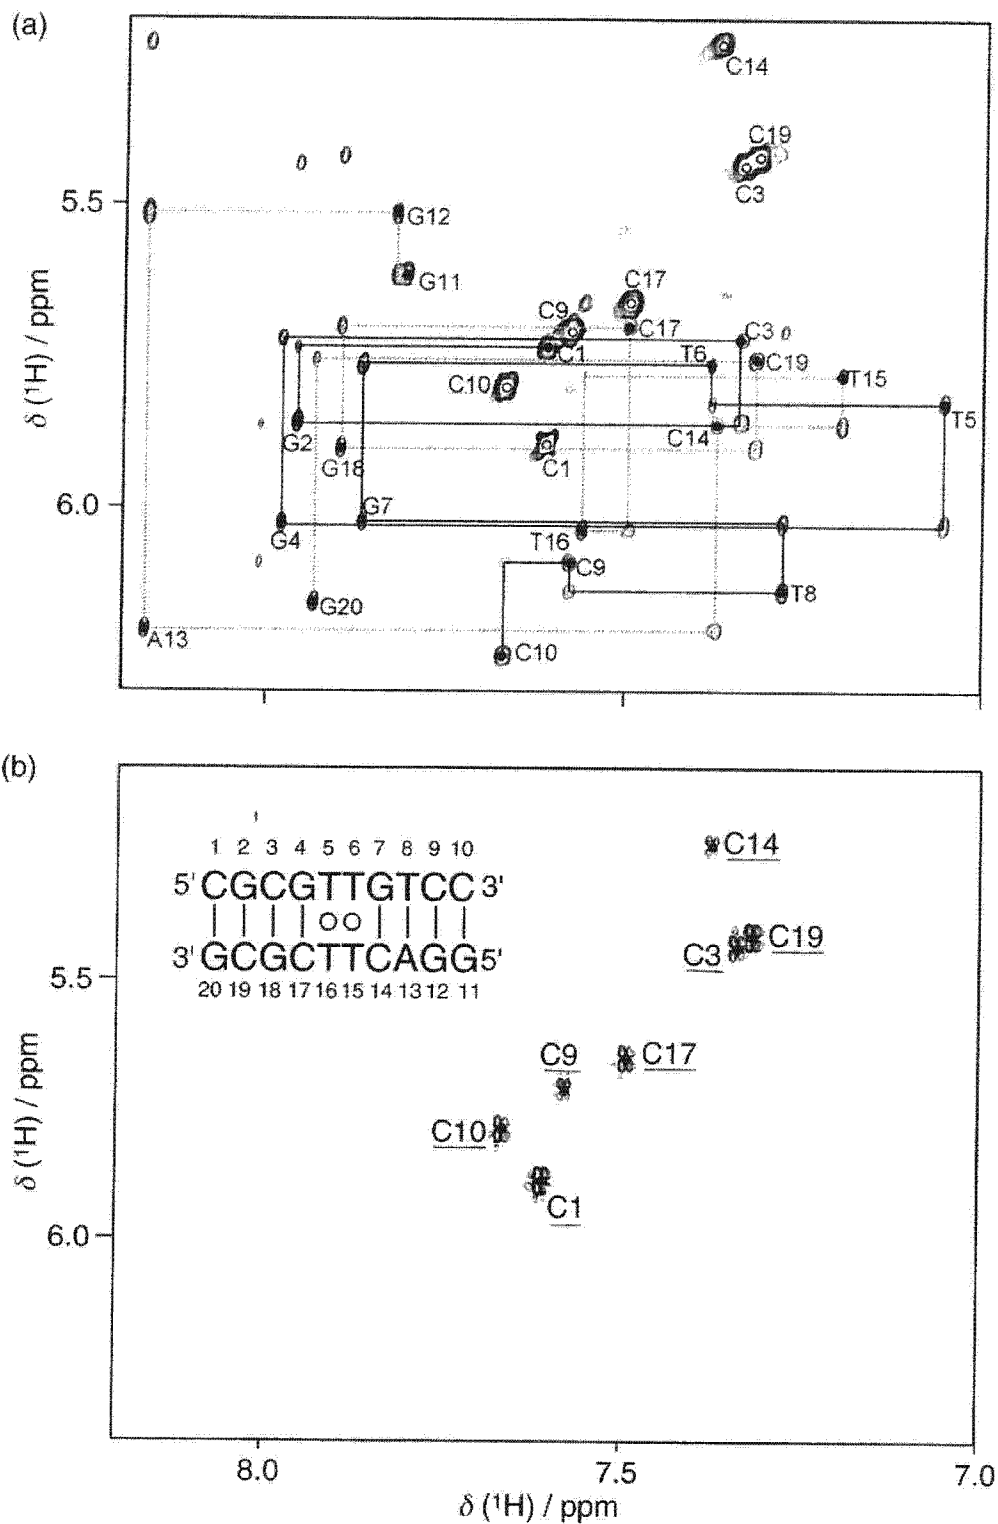 (a)
C14
C19
C3
5.5
G12
G11
C17
C9
C17
C3
C1
T6
C19
C10
T15
G2
C14
T5
G18
C1
6.0
G7
G4
T16
C9
T8
G20
A13
C10
δ (¹H) / ppm
(b)
1 2 3 4 5 6 7 8 9 10
5' CGCGTTGTCC 3'
3' GCGCTTCAGG 5'
20 19 18 17 16 15 14 13 12 11
C14
C3
C19
5.5
C9
C17
C10
C1
6.0
δ (¹H) / ppm
8.0 7.5 7.0
δ (¹H) / ppm